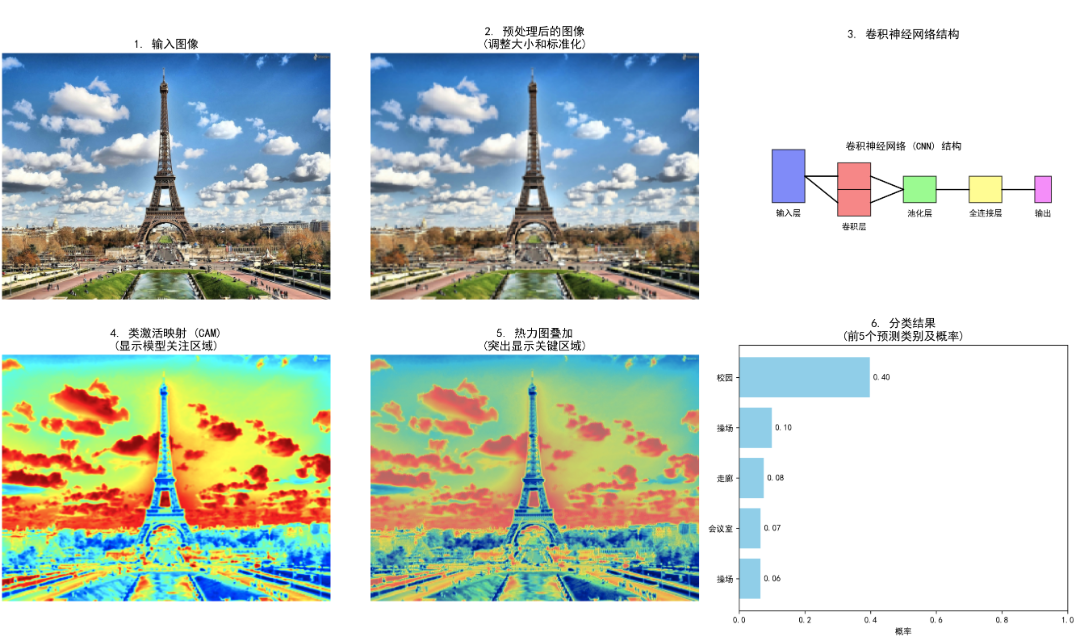 1. 输入图像
2. 预处理后的图像
(调整大小和标准化)
3. 卷积神经网络结构
卷积神经网络 (CNN) 结构
输入层
卷积层
池化层
全连接层
输出
4. 类激活映射 (CAM)
(显示模型关注区域)
5. 热力图叠加
(突出显示关键区域)
6. 分类结果
(前5个预测类别及概率)
校园 0.40
操场 0.10
走廊 0.08
会议室 0.07
操场 0.06
0.0 0.2 0.4 0.6 0.8 1.0
概率